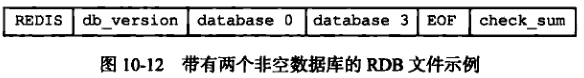 REDIS db_version database 0 database 3 EOF check_sum
图 10-12 带有两个非空数据库的 RDB 文件示例